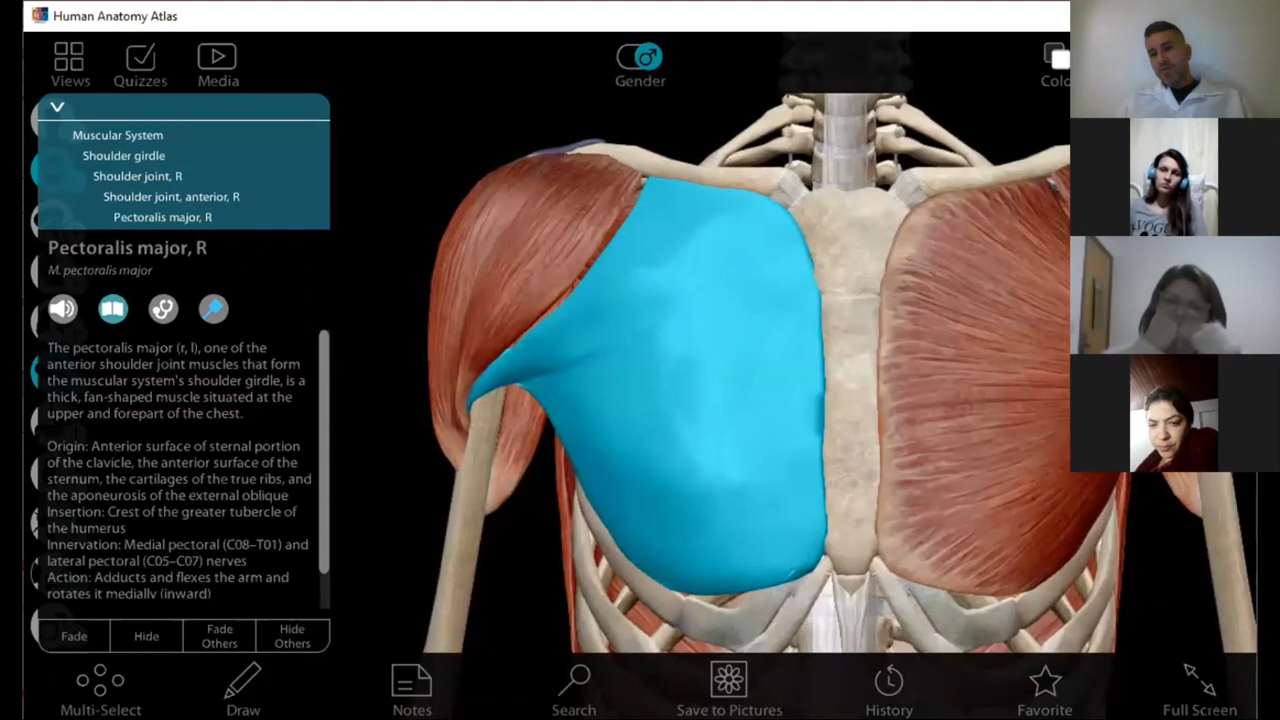 Human Anatomy Atlas
Views
Quizzes
Media
Gender
Colo
Muscular System
Shoulder girdle
Shoulder joint, R
Shoulder joint, anterior, R
Pectoralis major, R
Pectoralis major, R
M. pectoralis major
The pectoralis major (r, l), one of the
anterior shoulder joint muscles that form
the muscular system's shoulder girdle, is a
thick, fan-shaped muscle situated at the
upper and forepart of the chest.
Origin: Anterior surface of sternal portion
of the clavicle, the anterior surface of the
sternum, the cartilages of the true ribs, and
the aponeurosis of the external oblique
Insertion: Crest of the greater tubercle of
the humerus
Innervation: Medial pectoral (C08–T01) and
lateral pectoral (C05–C07) nerves
Action: Adducts and flexes the arm and
rotates it medially (inward)
Fade
Hide
Fade
Others
Hide
Others
Multi-Select
Draw
Notes
Search
Save to Pictures
History
Favorite
Full Screen
VOGUE